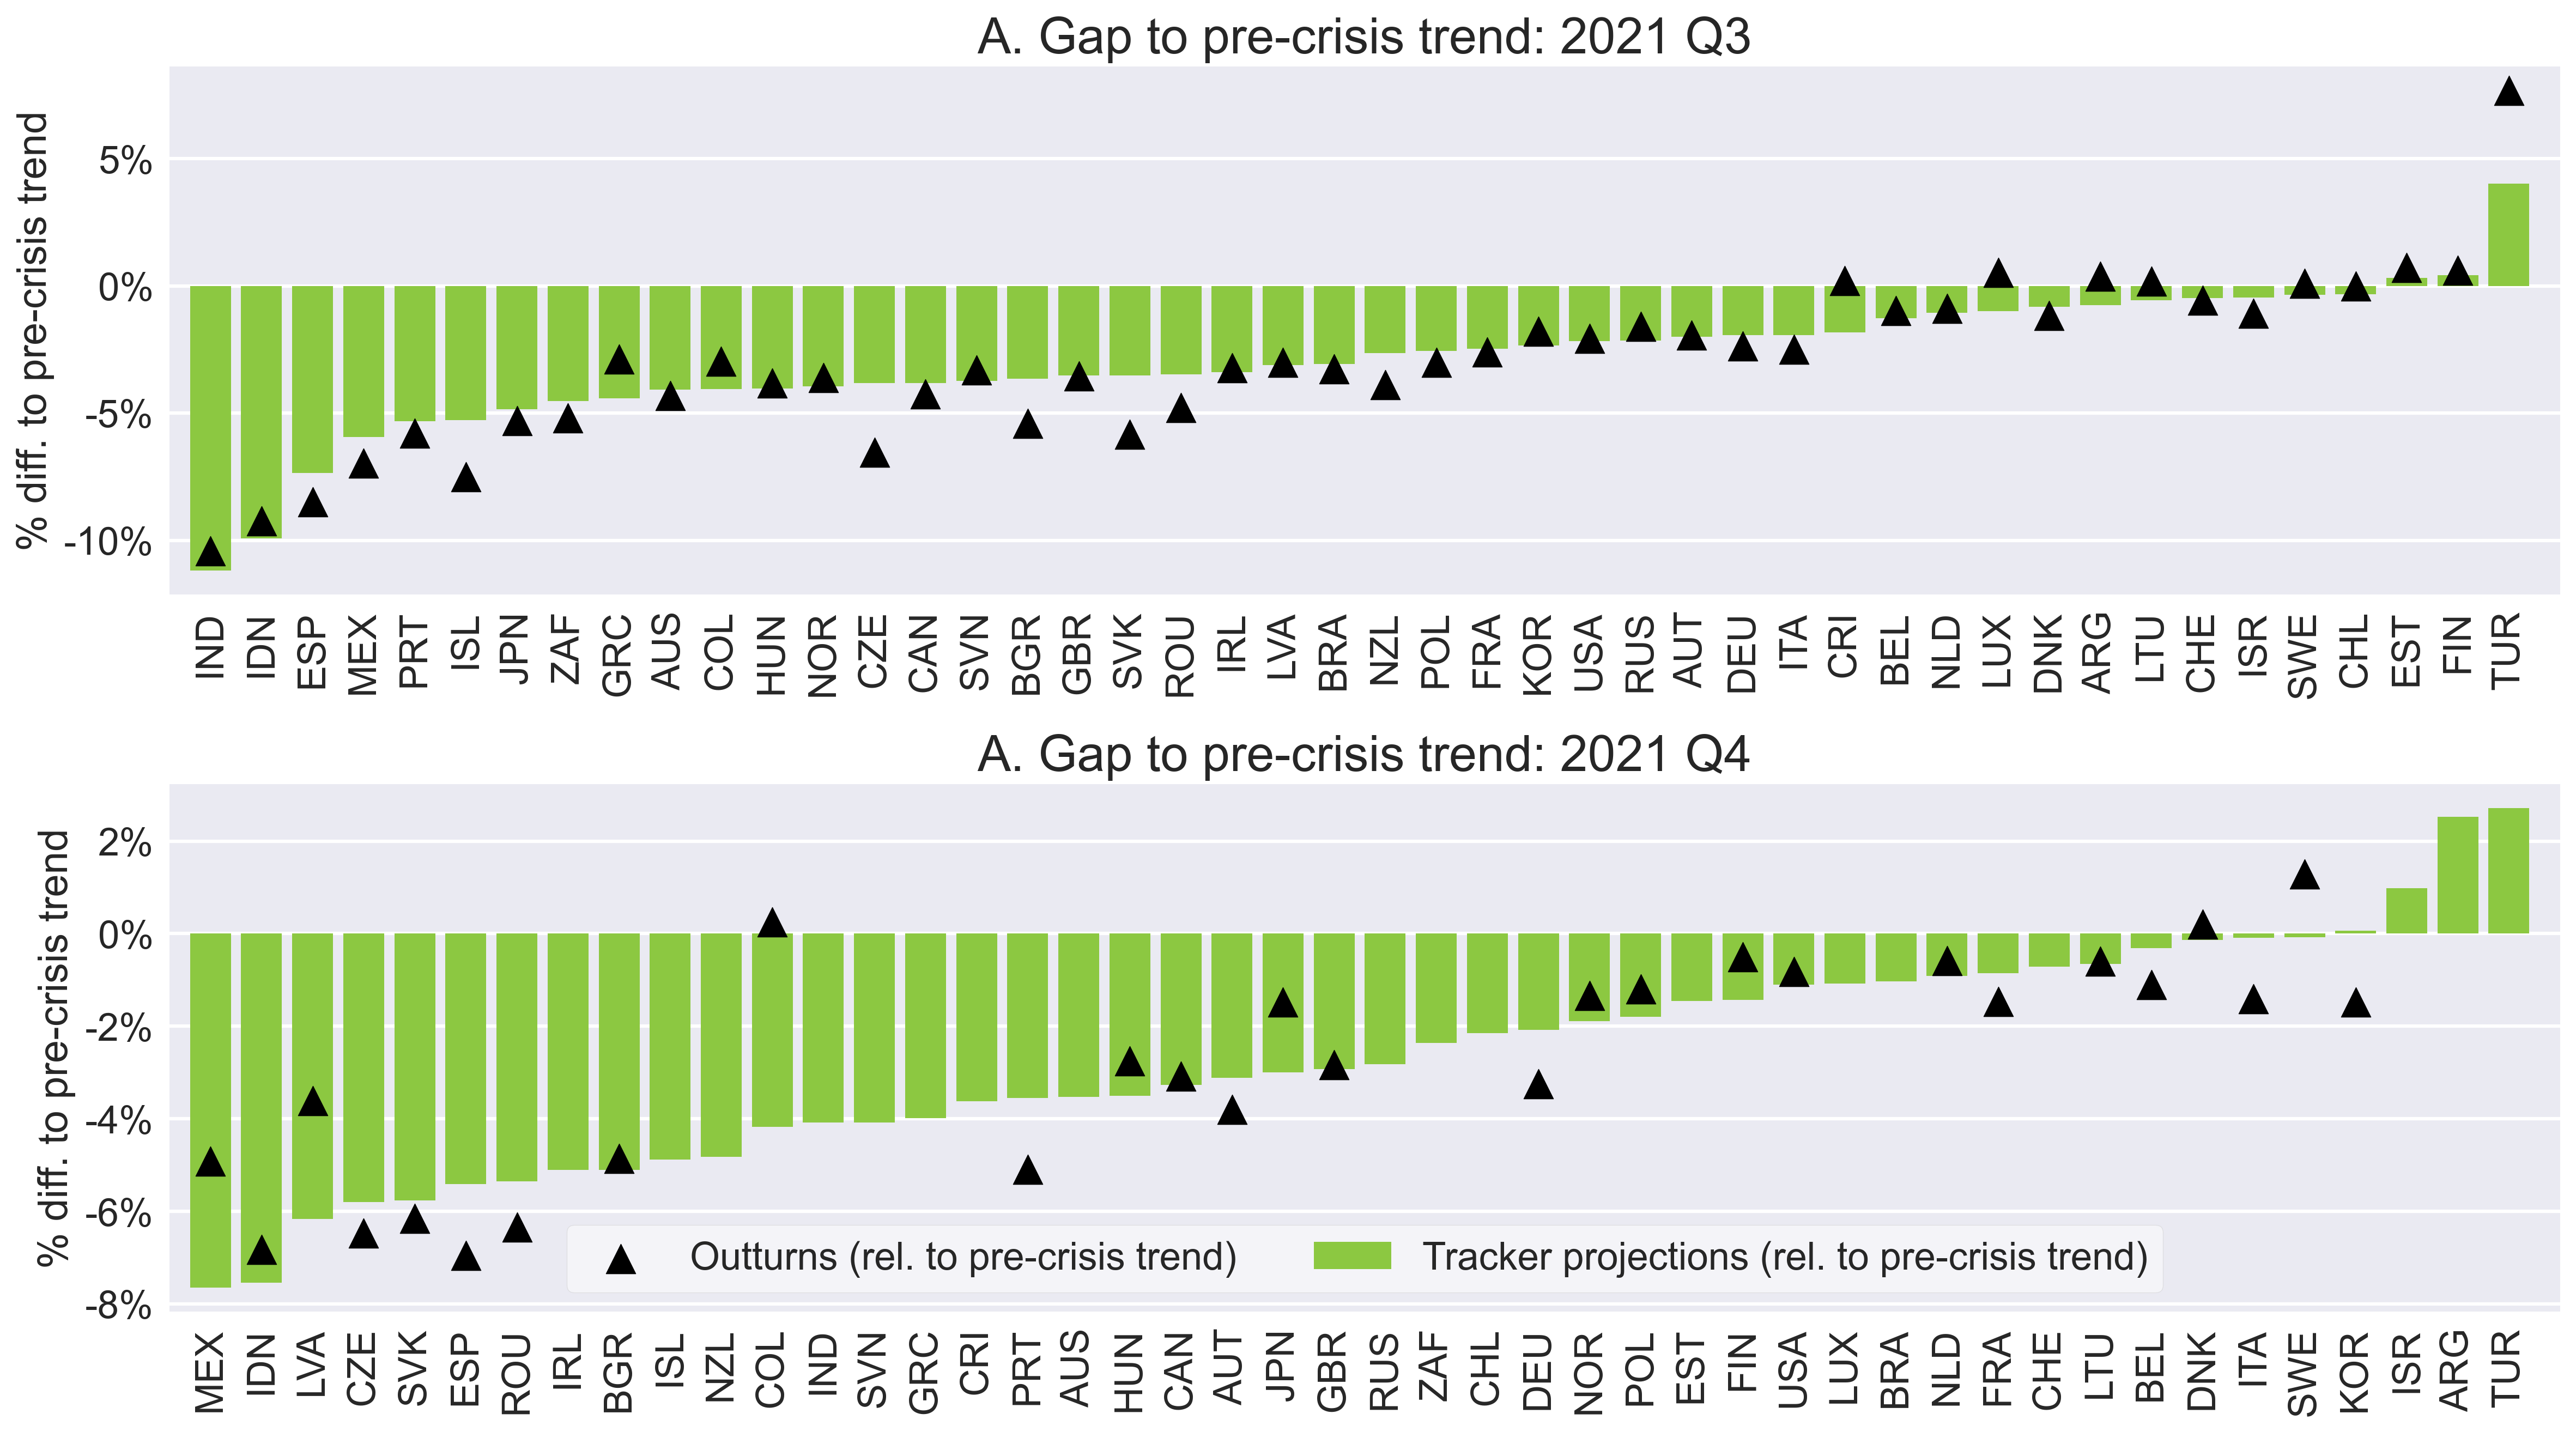 A. Gap to pre-crisis trend: 2021 Q3
% diff. to pre-crisis trend
5%
0%
-5%
-10%
IND IDN ESP MEX PRT ISL JPN ZAF GRC AUS COL HUN NOR CZE CAN SVN BGR GBR SVK ROU IRL LVA BRA NZL POL FRA KOR USA RUS AUT DEU ITA CRI BEL NLD LUX DNK ARG LTU CHE ISR SWE CHL EST FIN TUR
A. Gap to pre-crisis trend: 2021 Q4
% diff. to pre-crisis trend
2%
0%
-2%
-4%
-6%
-8%
Outturns (rel. to pre-crisis trend) Tracker projections (rel. to pre-crisis trend)
MEX IDN LVA CZE SVK ESP ROU IRL BGR ISL NZL COL IND SVN GRC CRI PRT AUS HUN CAN AUT JPN GBR RUS ZAF CHL DEU NOR POL EST FIN USA LUX BRA NLD FRA CHE LTU BEL DNK ITA SWE KOR ISR ARG TUR